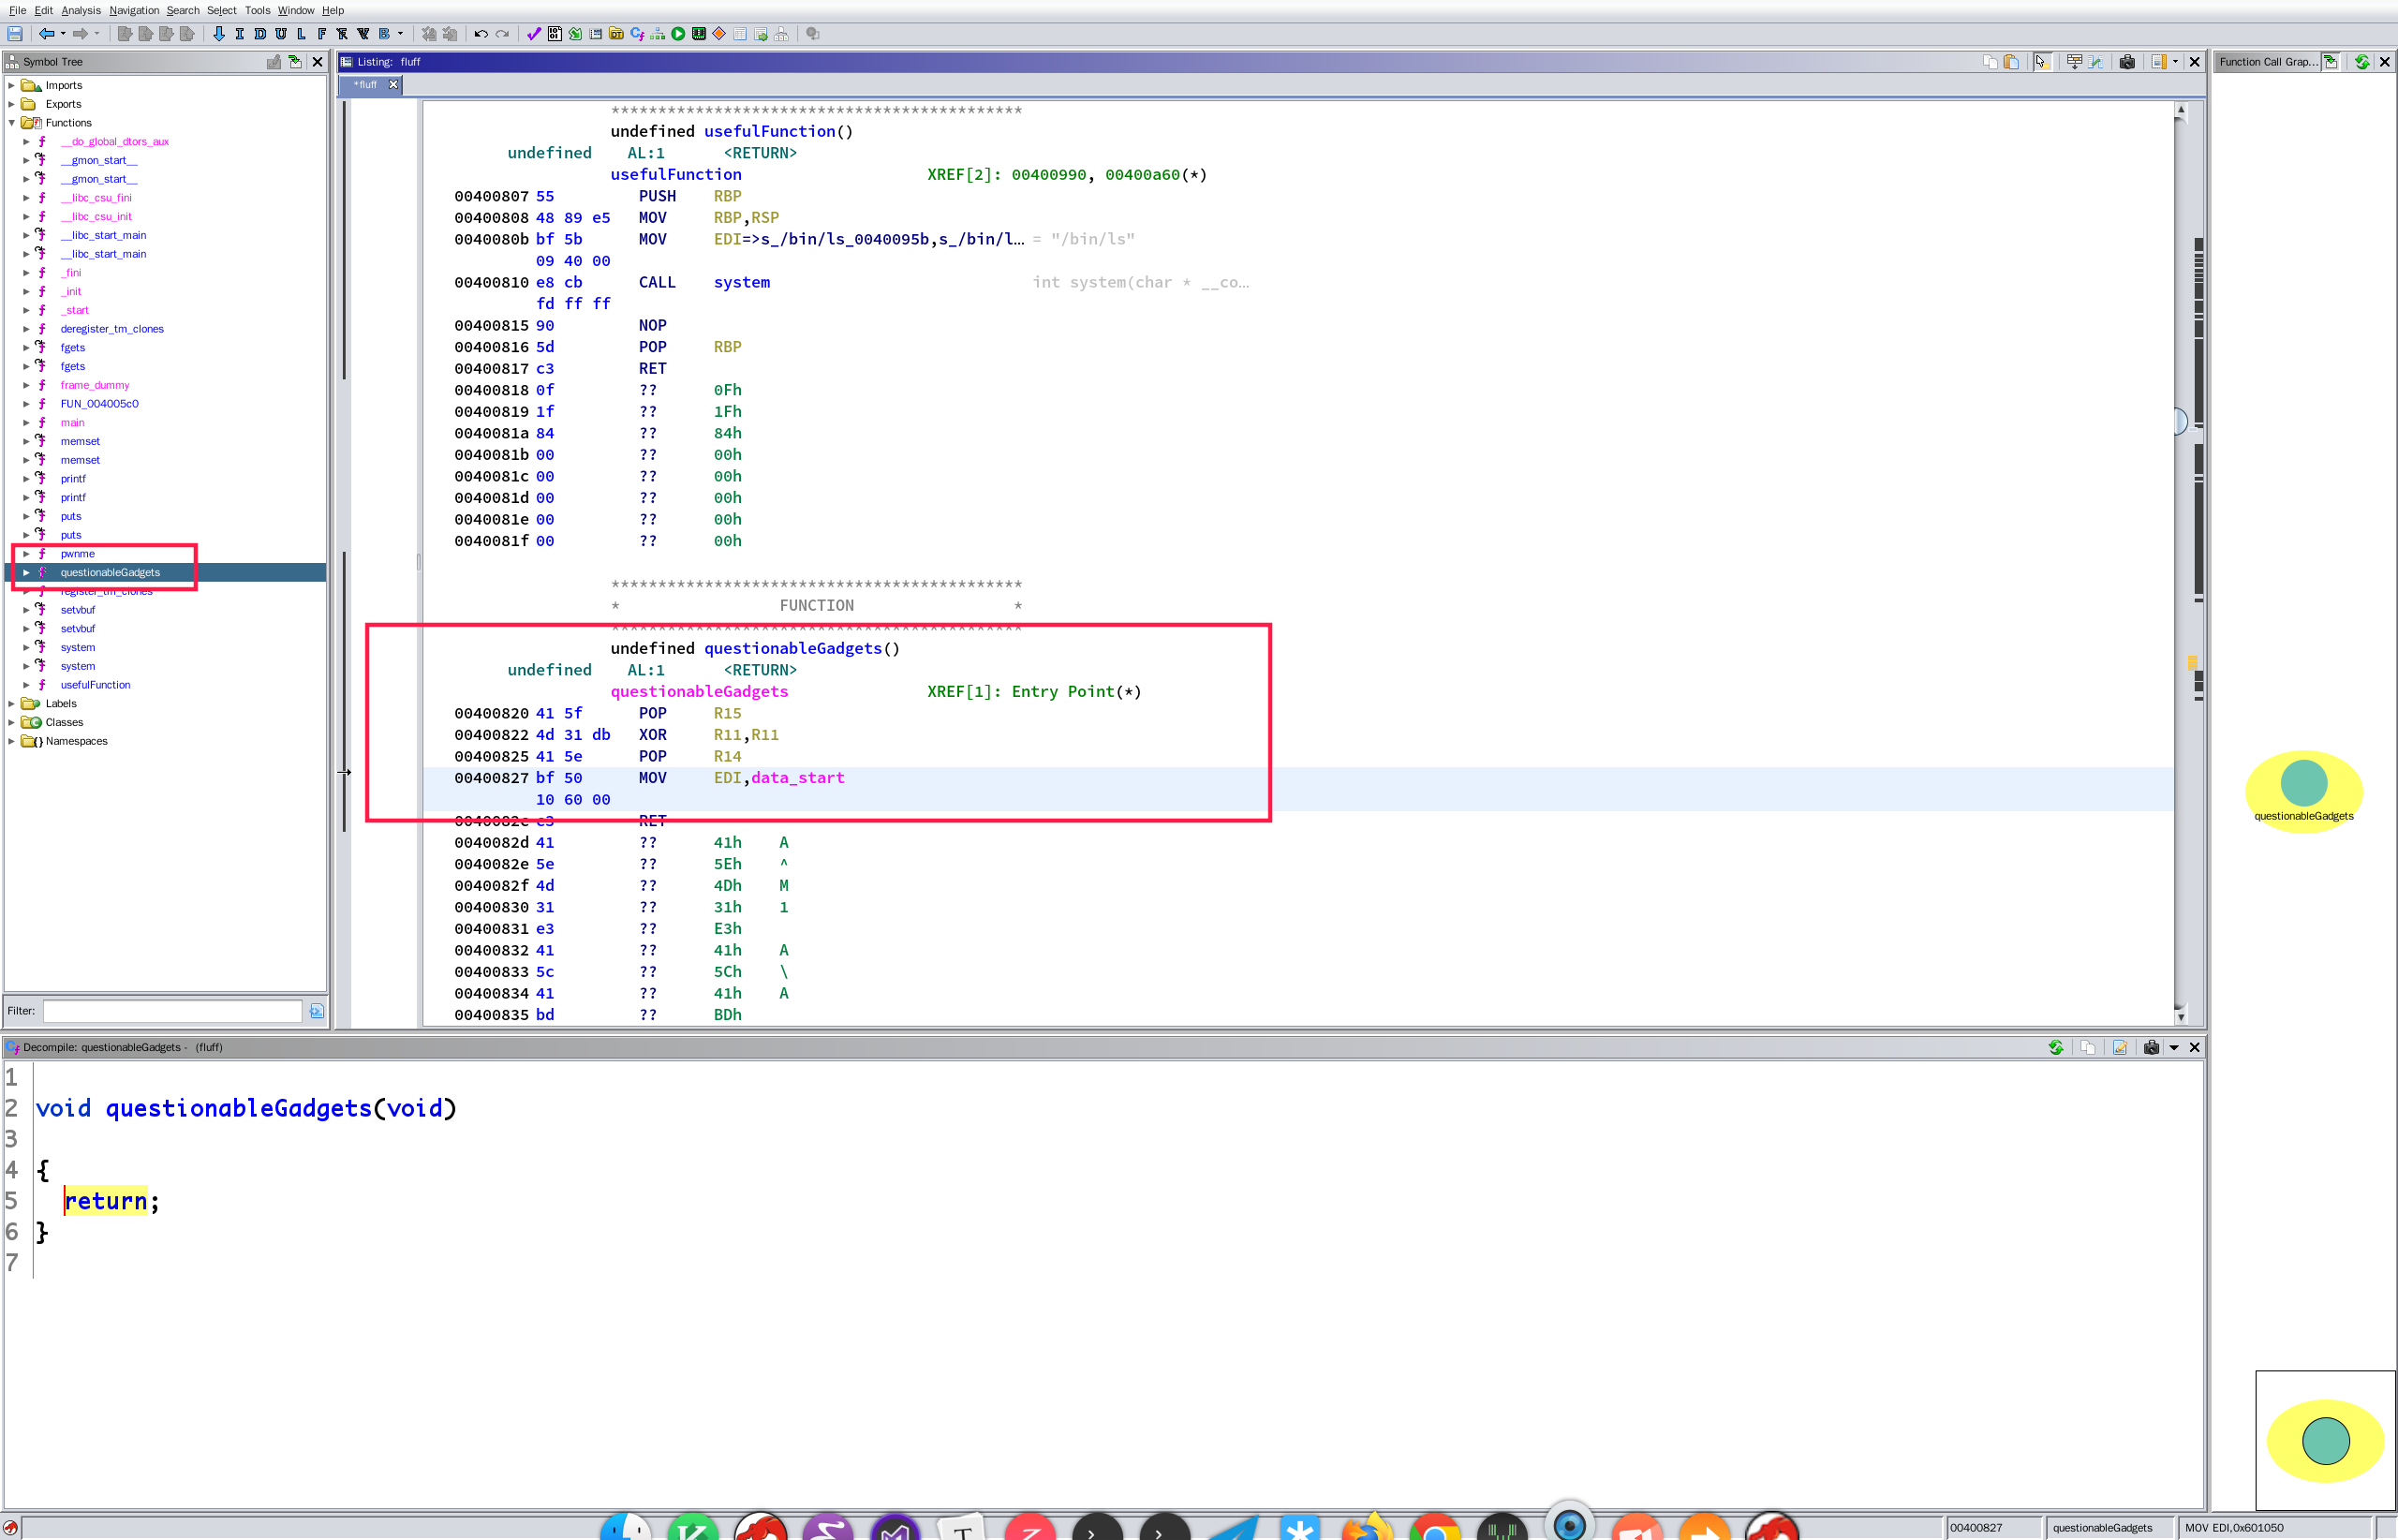 File Edit Analysis Navigation Search Select Tools Window Help
I D U L F B
Symbol Tree
Imports
Exports
Functions
__do_global_dtors_aux
__gmon_start__
__gmon_start__
__libc_csu_fini
__libc_csu_init
__libc_start_main
__libc_start_main
_fini
_init
_start
deregister_tm_clones
fgets
fgets
frame_dummy
FUN_004005c0
main
memset
memset
printf
printf
puts
puts
pwnme
questionableGadgets
register_tm_clones
setvbuf
setvbuf
system
system
usefulFunction
Labels
Classes
Namespaces
Filter:
Listing: fluff
*fluff
********************************************
undefined usefulFunction()
undefined AL:1 <RETURN>
usefulFunction XREF[2]: 00400990, 00400a60(*)
00400807 55 PUSH RBP
00400808 48 89 e5 MOV RBP,RSP
0040080b bf 5b MOV EDI=>s_/bin/ls_0040095b,s_/bin/l... = "/bin/ls"
09 40 00
00400810 e8 cb CALL system int system(char * __co...
fd ff ff
00400815 90 NOP
00400816 5d POP RBP
00400817 c3 RET
00400818 0f ?? 0Fh
00400819 1f ?? 1Fh
0040081a 84 ?? 84h
0040081b 00 ?? 00h
0040081c 00 ?? 00h
0040081d 00 ?? 00h
0040081e 00 ?? 00h
0040081f 00 ?? 00h
********************************************
* FUNCTION *
********************************************
undefined questionableGadgets()
undefined AL:1 <RETURN>
questionableGadgets XREF[1]: Entry Point(*)
00400820 41 5f POP R15
00400822 4d 31 db XOR R11,R11
00400825 41 5e POP R14
00400827 bf 50 MOV EDI,data_start
10 60 00
0040082c c3 RET
0040082d 41 ?? 41h A
0040082e 5e ?? 5Eh ^
0040082f 4d ?? 4Dh M
00400830 31 ?? 31h 1
00400831 e3 ?? E3h
00400832 41 ?? 41h A
00400833 5c ?? 5Ch \
00400834 41 ?? 41h A
00400835 bd ?? BDh
Function Call Grap...
questionableGadgets
Decompile: questionableGadgets - (fluff)
1
2 void questionableGadgets(void)
3
4 {
5 return;
6 }
7
00400827 questionableGadgets MOV EDI,0x601050